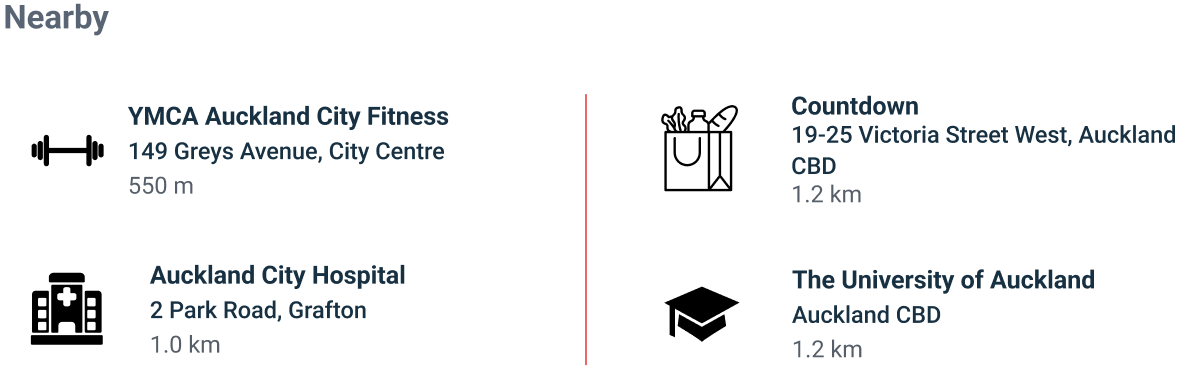 Nearby
YMCA Auckland City Fitness
149 Greys Avenue, City Centre
550 m
Auckland City Hospital
2 Park Road, Grafton
1.0 km
Countdown
19-25 Victoria Street West, Auckland
CBD
1.2 km
The University of Auckland
Auckland CBD
1.2 km